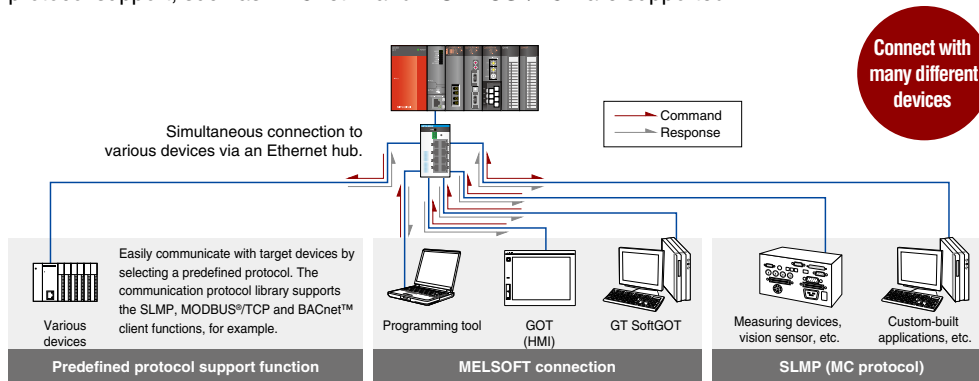 Connect with
many different
devices
Command
Response
Simultaneous connection to
various devices via an Ethernet hub.
Various
devices
Easily communicate with target devices by
selecting a predefined protocol. The
communication protocol library supports
the SLMP, MODBUS®/TCP and BACnet™
client functions, for example.
Predefined protocol support function
Programming tool
GOT
(HMI)
GT SoftGOT
MELSOFT connection
Measuring devices,
vision sensor, etc.
Custom-built
applications, etc.
SLMP (MC protocol)